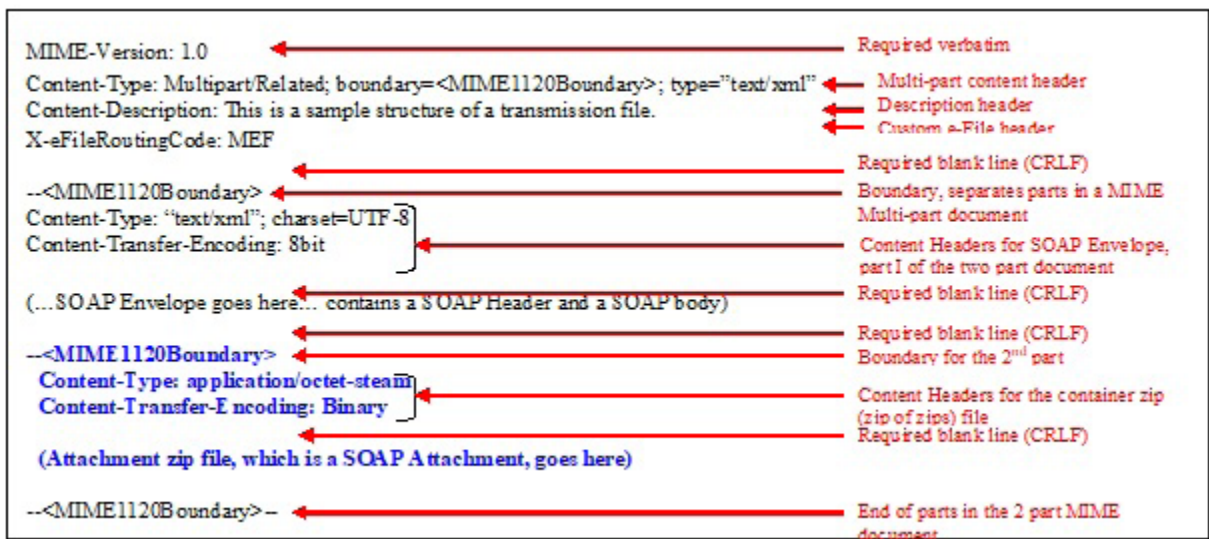 MIME-Version: 1.0
Required verbatim
Content-Type: Multipart/Related; boundary=<MIME1120Boundary>; type=”text/xml”
Multi-part content header
Content-Description: This is a sample structure of a transmission file.
Description header
Custom e-File header
X-eFileRoutingCode: MEF
Required blank line (CRLF)
--<MIME1120Boundary>
Boundary, separates parts in a MIME
Multi-part document
Content-Type: “text/xml”; charset=UTF-8
Content-Transfer-Encoding: 8bit
Content Headers for SOAP Envelope,
part I of the two part document
Required blank line (CRLF)
(…SOAP Envelope goes here… contains a SOAP Header and a SOAP body)
Required blank line (CRLF)
--<MIME1120Boundary>
Boundary for the 2nd part
Content-Type: application/octet-steam
Content-Transfer-Encoding: Binary
Content Headers for the container zip
(zip of zips) file
Required blank line (CRLF)
(Attachment zip file, which is a SOAP Attachment, goes here)
--<MIME1120Boundary>--
End of parts in the 2 part MIME
document